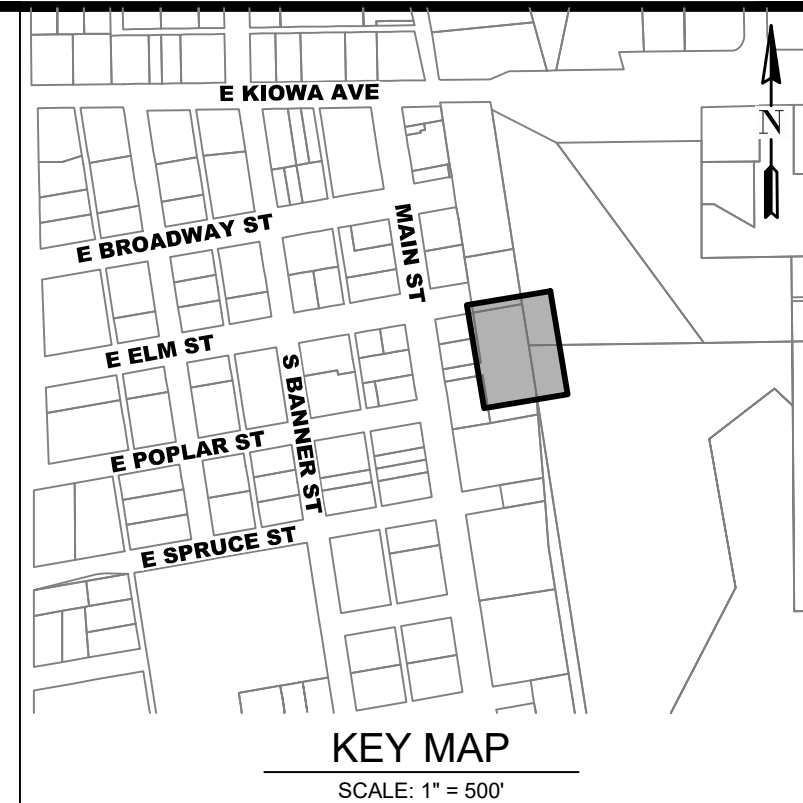 E KIOWA AVE
N
MAIN ST
E BROADWAY ST
E ELM ST
S BANNER ST
E POPLAR ST
E SPRUCE ST
KEY MAP
SCALE: 1" = 500'